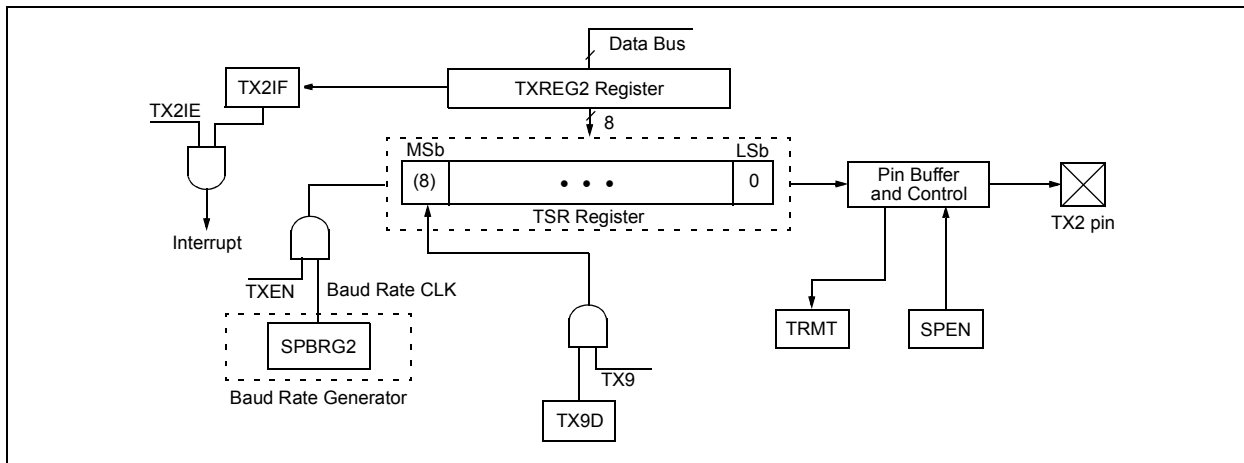 Data Bus
TXREG2 Register
TX2IF
TX2IE
8
MSb
LSb
(8)
• • •
0
TSR Register
Pin Buffer
and Control
TX2 pin
Interrupt
TXEN
Baud Rate CLK
SPBRG2
Baud Rate Generator
TX9
TX9D
TRMT
SPEN